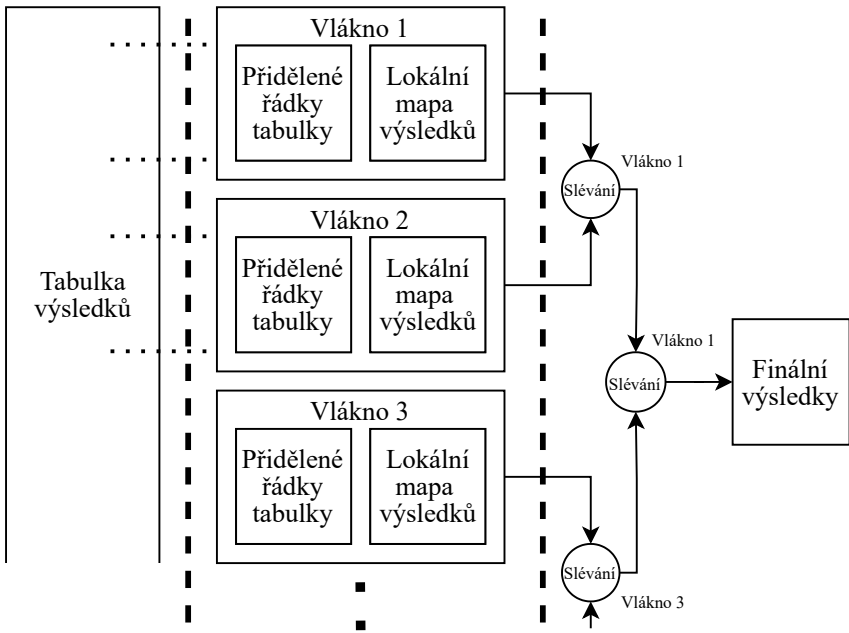 Tabulka
výsledků
Vlákno 1
Přidělené
řádky
tabulky
Lokální
mapa
výsledků
Vlákno 2
Přidělené
řádky
tabulky
Lokální
mapa
výsledků
Vlákno 3
Přidělené
řádky
tabulky
Lokální
mapa
výsledků
Vlákno 1
Slévání
Vlákno 1
Slévání
Slévání
Vlákno 3
Finální
výsledky